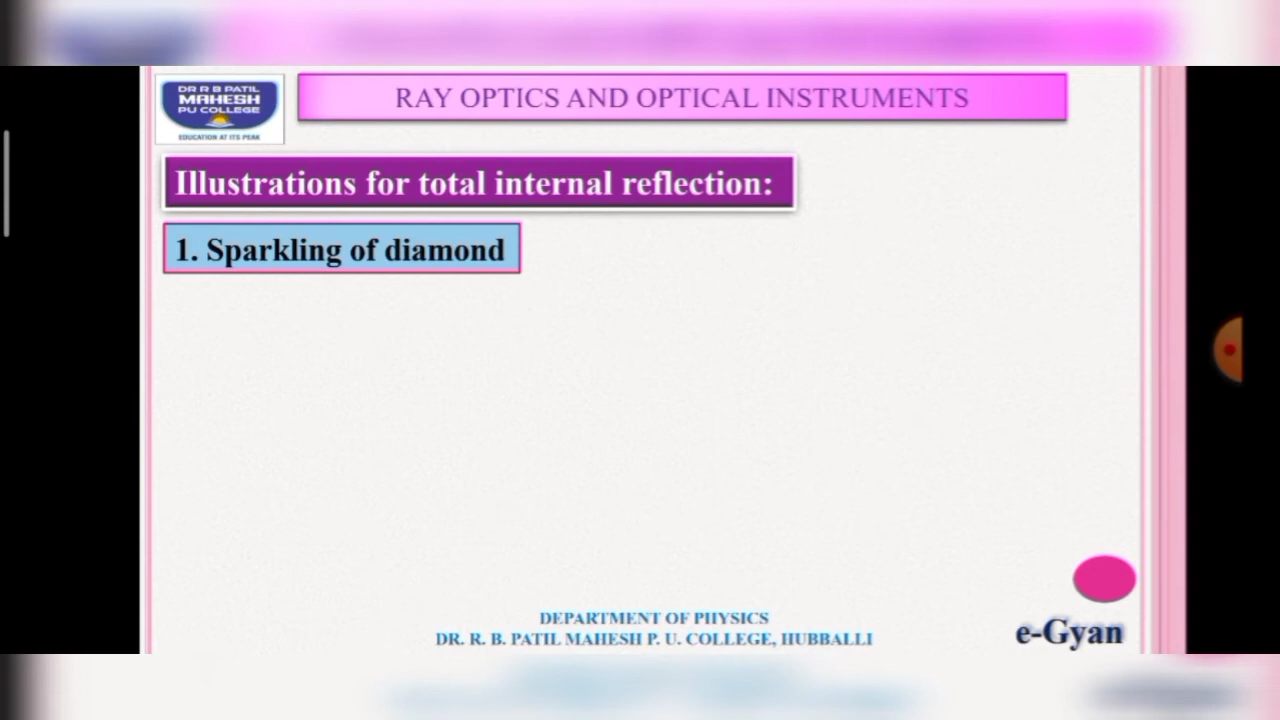 DR R B PATIL
MAHESH
PU COLLEGE
EDUCATION AT ITS PEAK
RAY OPTICS AND OPTICAL INSTRUMENTS
Illustrations for total internal reflection:
1. Sparkling of diamond
DEPARTMENT OF PHYSICS
DR. R. B. PATIL MAHESH P. U. COLLEGE, HUBBALLI
e-Gyan